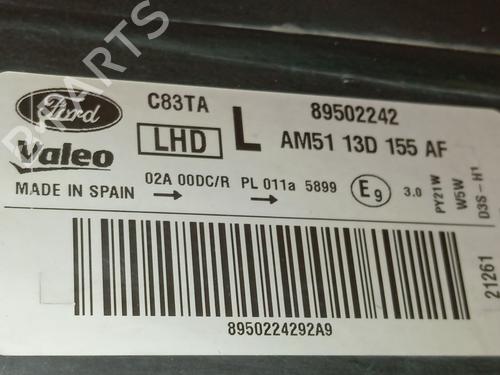 B-PARTS
Ford
C83TA
89502242
Valeo
LHD
L
AM51 13D 155 AF
MADE IN SPAIN
02A 00DC/R PL 011a 5899
E9
3.0
PY21W
W5W
D3S - H1
21261
8950224292A9